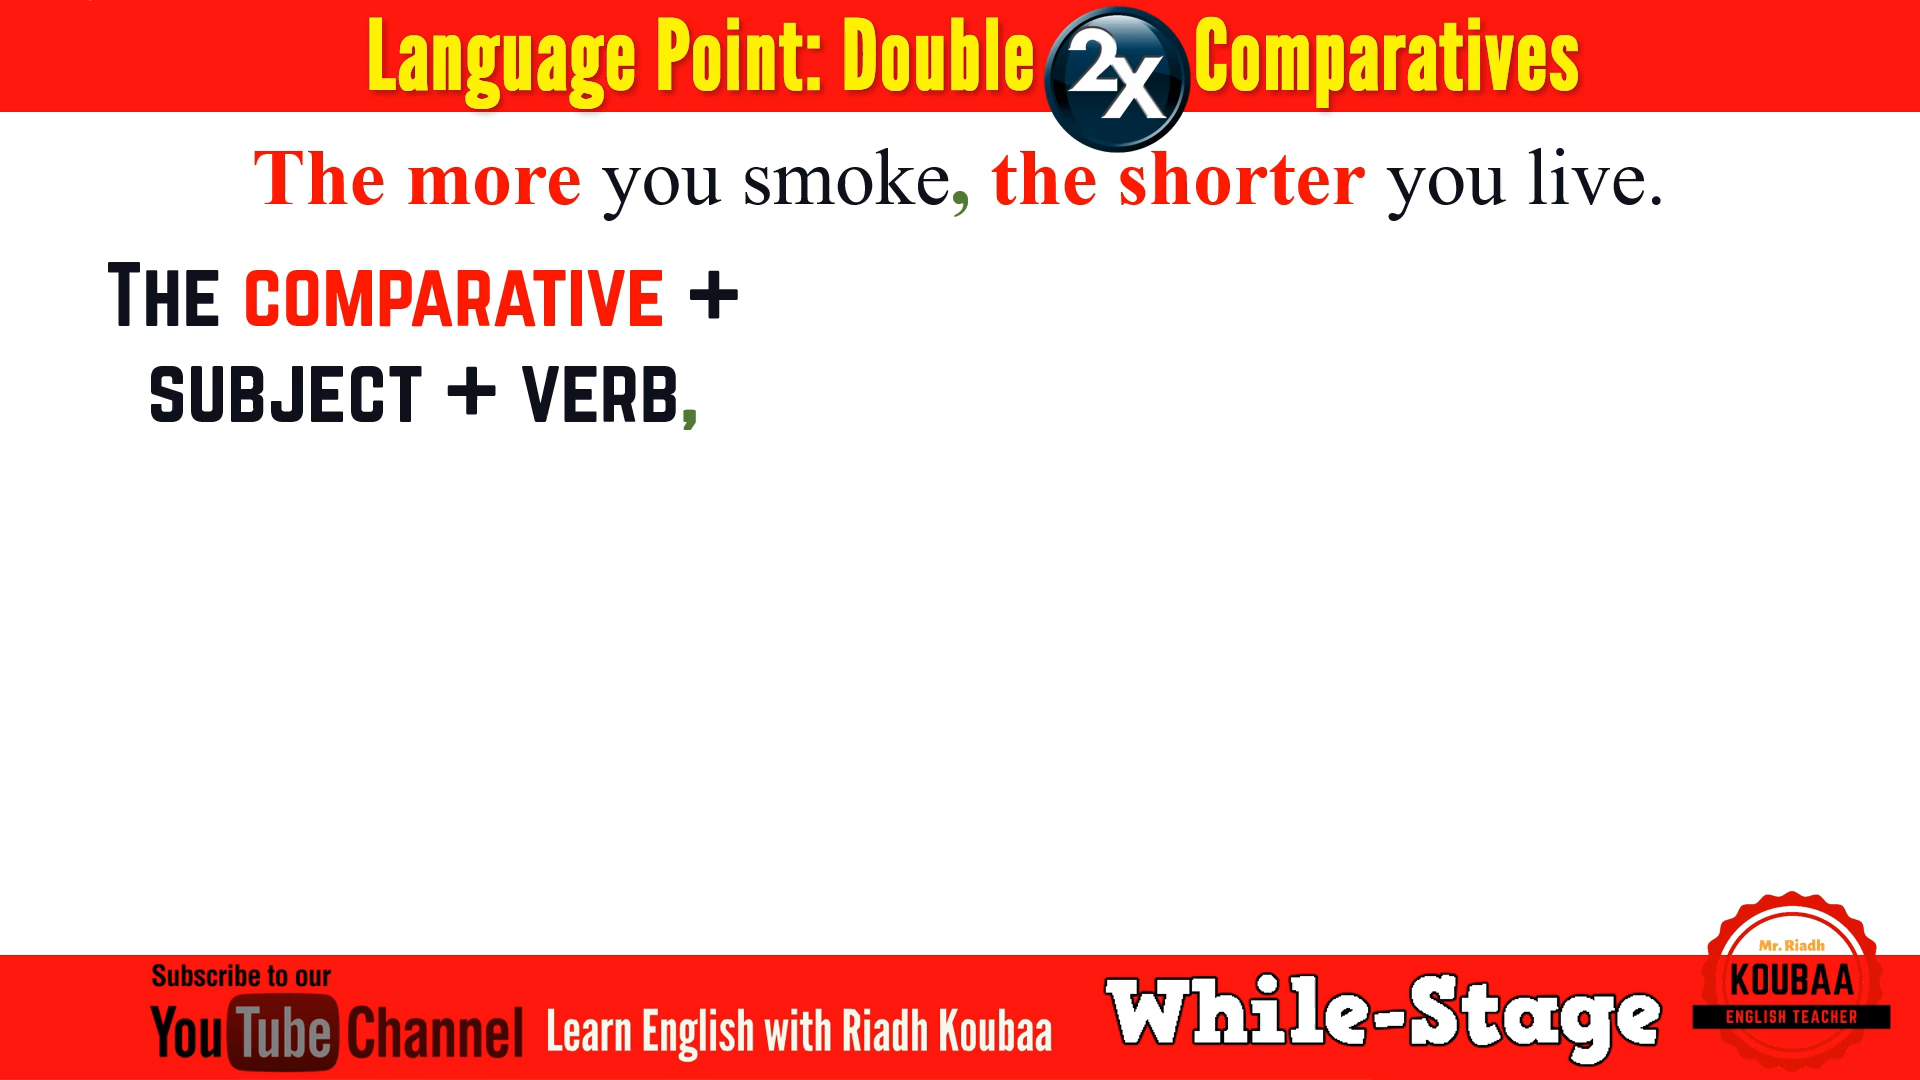 Language Point: Double 2x Comparatives
The more you smoke, the shorter you live.
The comparative +
subject + verb,
Subscribe to our
YouTube Channel
Learn English with Riadh Koubaa
While-Stage
Mr. Riadh
KOUBAA
ENGLISH TEACHER